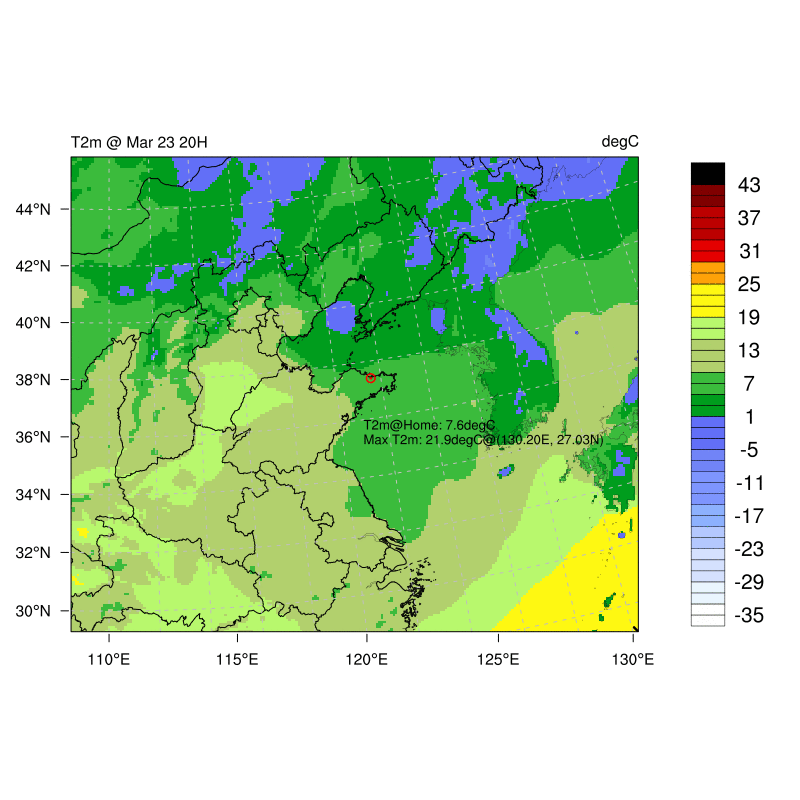 T2m @ Mar 23 20H
degC
44°N
42°N
40°N
38°N
36°N
34°N
32°N
30°N
110°E
115°E
120°E
125°E
130°E
T2m@Home: 7.6degC
Max T2m: 21.9degC@(130.20E, 27.03N)
43
37
31
25
19
13
7
1
-5
-11
-17
-23
-29
-35